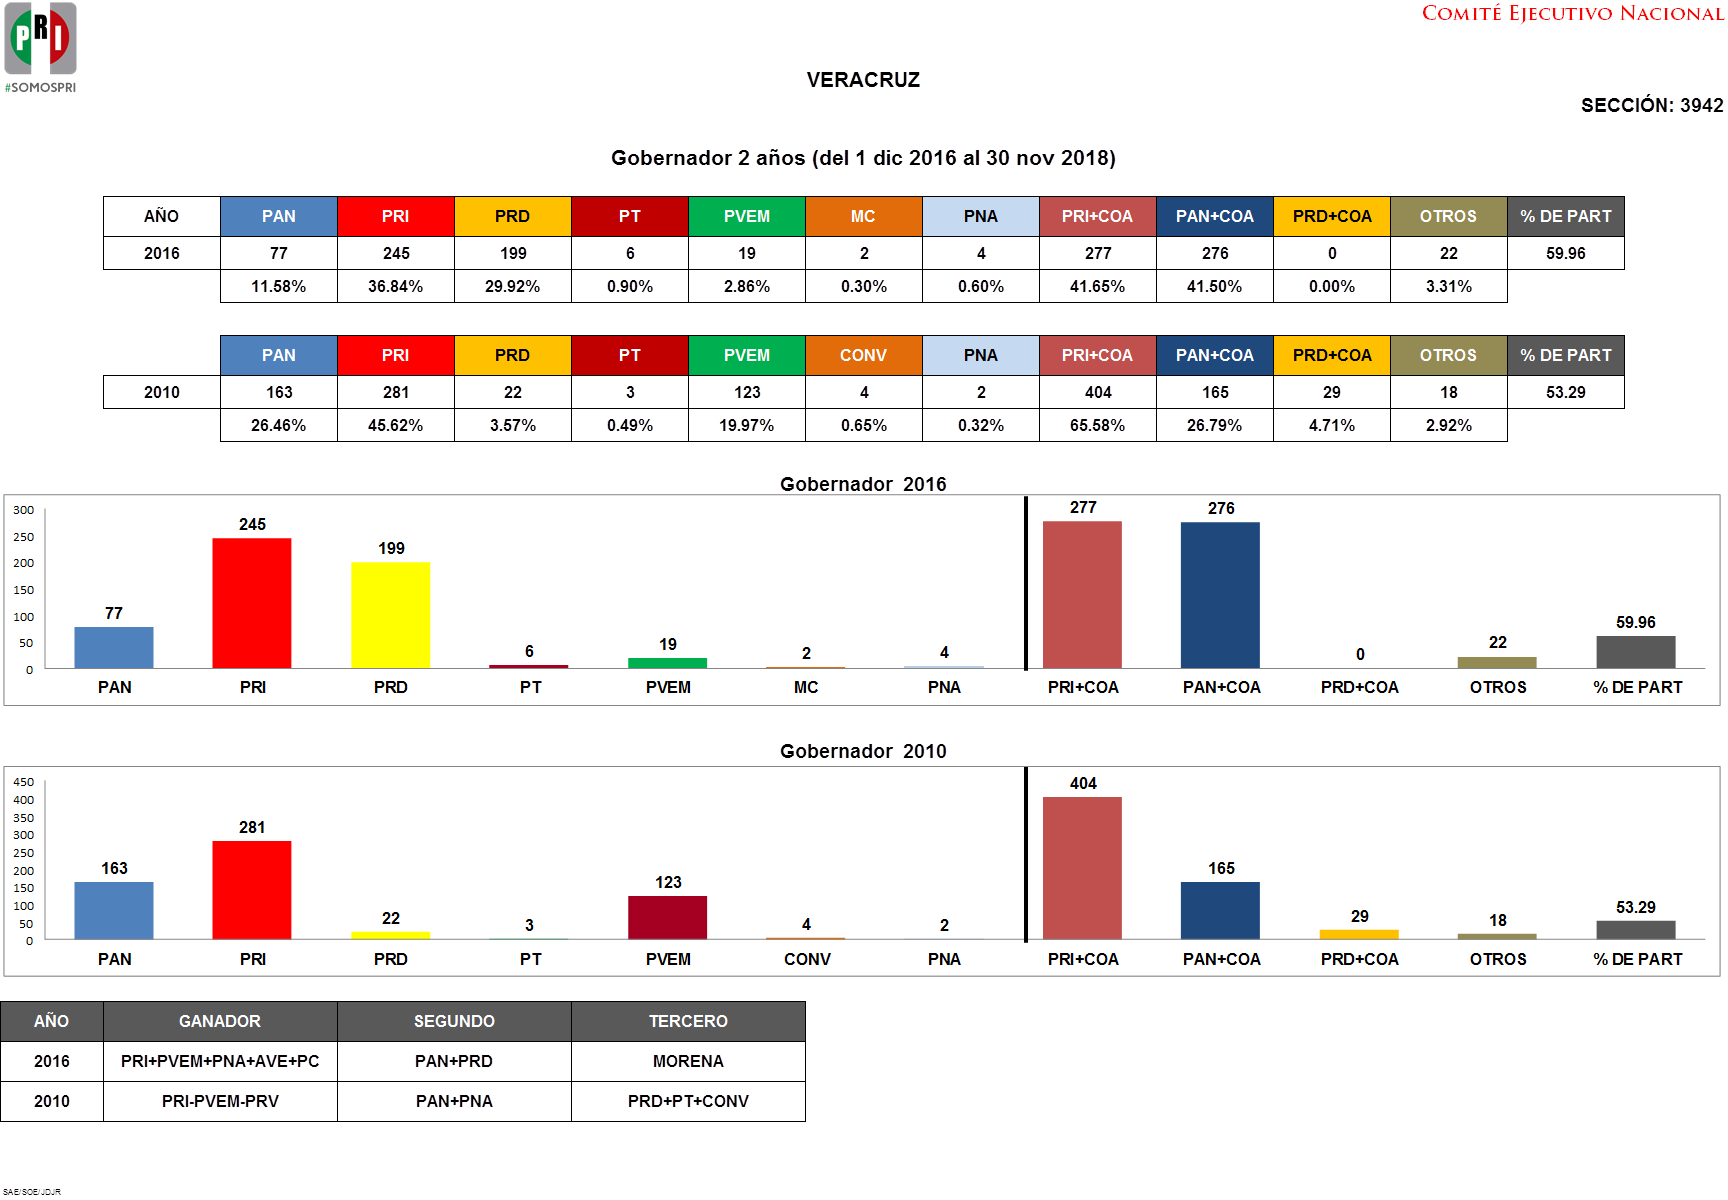 PRI
#SOMOSPRI
COMITÉ EJECUTIVO NACIONAL
VERACRUZ
SECCIÓN: 3942
Gobernador 2 años (del 1 dic 2016 al 30 nov 2018)
AÑO PAN PRI PRD PT PVEM MC PNA PRI+COA PAN+COA PRD+COA OTROS % DE PART
2016 77 245 199 6 19 2 4 277 276 0 22 59.96
11.58% 36.84% 29.92% 0.90% 2.86% 0.30% 0.60% 41.65% 41.50% 0.00% 3.31%
PAN PRI PRD PT PVEM CONV PNA PRI+COA PAN+COA PRD+COA OTROS % DE PART
2010 163 281 22 3 123 4 2 404 165 29 18 53.29
26.46% 45.62% 3.57% 0.49% 19.97% 0.65% 0.32% 65.58% 26.79% 4.71% 2.92%
Gobernador 2016
300
250
200
150
100
50
0
77 245 199 6 19 2 4 277 276 0 22 59.96
PAN PRI PRD PT PVEM MC PNA PRI+COA PAN+COA PRD+COA OTROS % DE PART
Gobernador 2010
450
400
350
300
250
200
150
100
50
0
163 281 22 3 123 4 2 404 165 29 18 53.29
PAN PRI PRD PT PVEM CONV PNA PRI+COA PAN+COA PRD+COA OTROS % DE PART
AÑO GANADOR SEGUNDO TERCERO
2016 PRI+PVEM+PNA+AVE+PC PAN+PRD MORENA
2010 PRI-PVEM-PRV PAN+PNA PRD+PT+CONV
SAE/SOE/JDJR